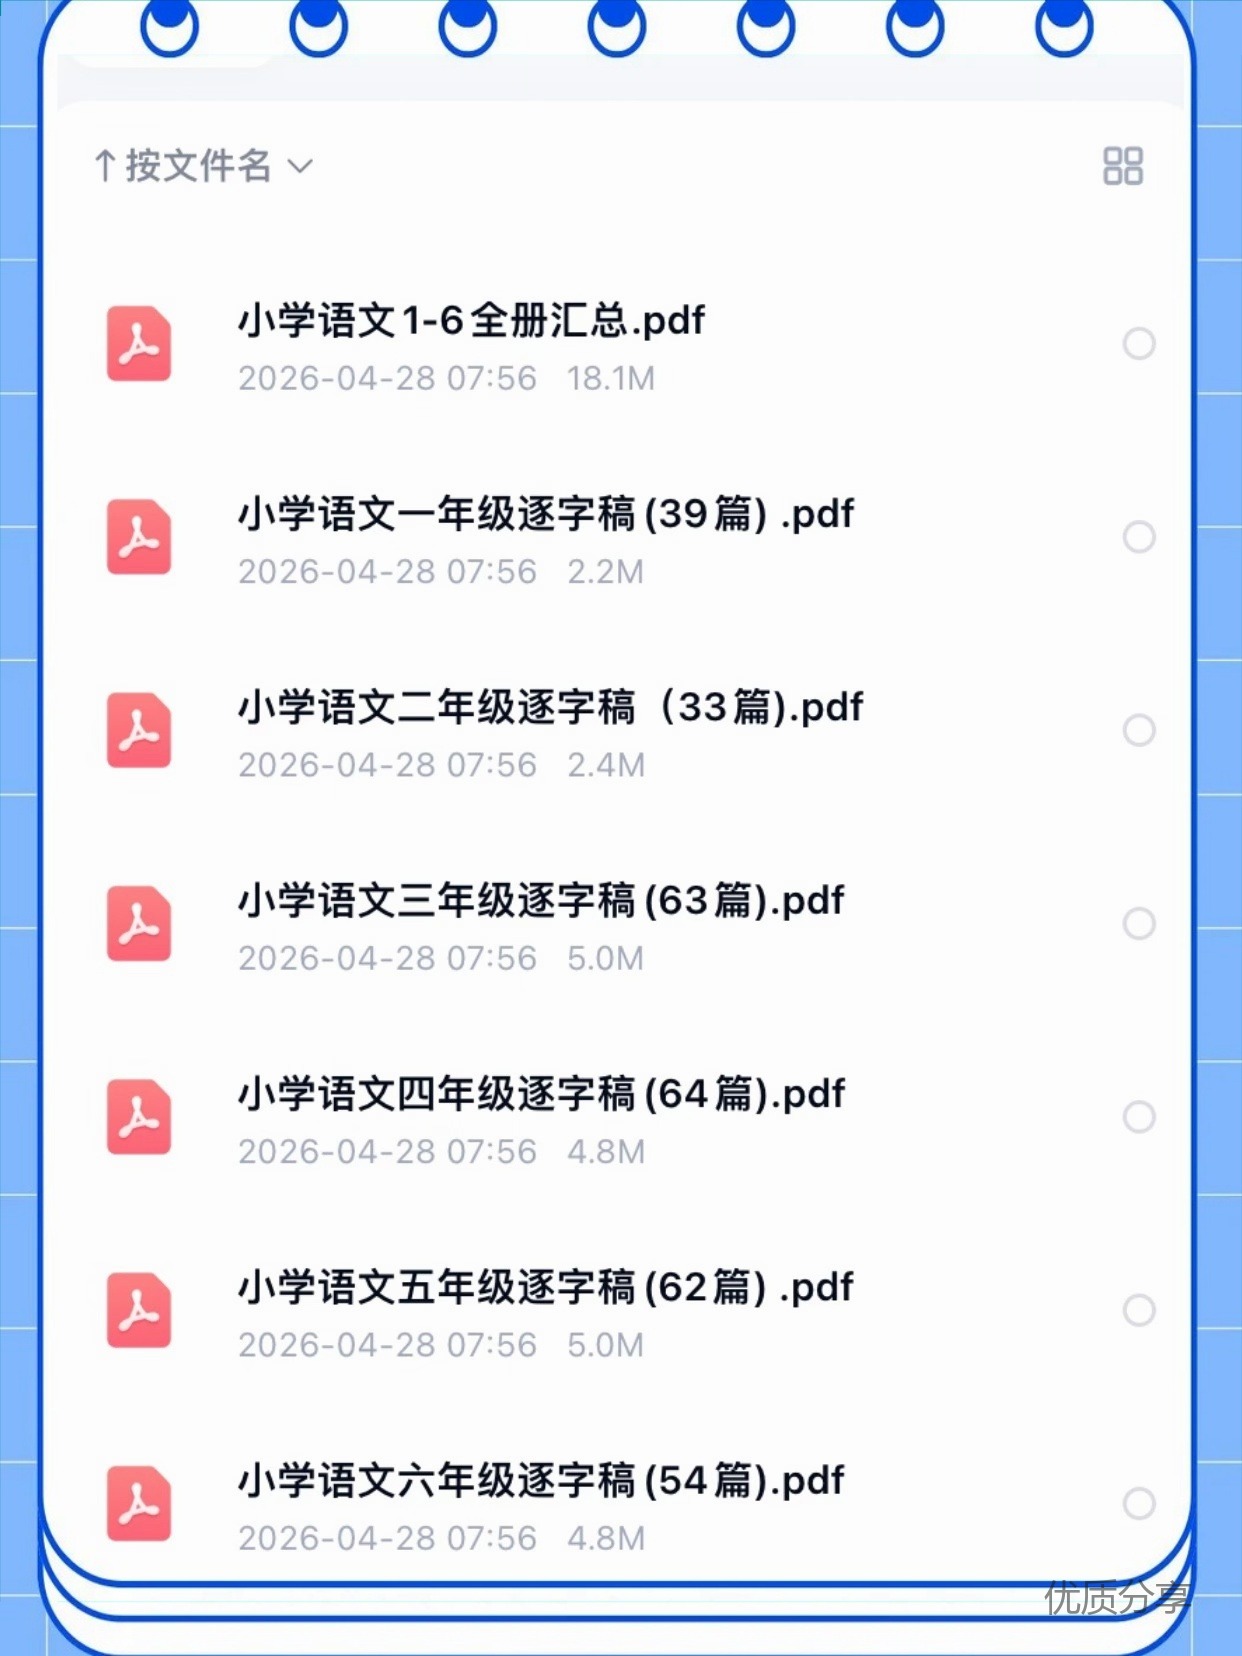 ↑按文件名
小学语文1-6全册汇总.pdf
2026-04-28 07:56 18.1M
小学语文一年级逐字稿(39篇) .pdf
2026-04-28 07:56 2.2M
小学语文二年级逐字稿（33篇).pdf
2026-04-28 07:56 2.4M
小学语文三年级逐字稿(63篇).pdf
2026-04-28 07:56 5.0M
小学语文四年级逐字稿(64篇).pdf
2026-04-28 07:56 4.8M
小学语文五年级逐字稿(62篇) .pdf
2026-04-28 07:56 5.0M
小学语文六年级逐字稿(54篇).pdf
2026-04-28 07:56 4.8M
优质分享